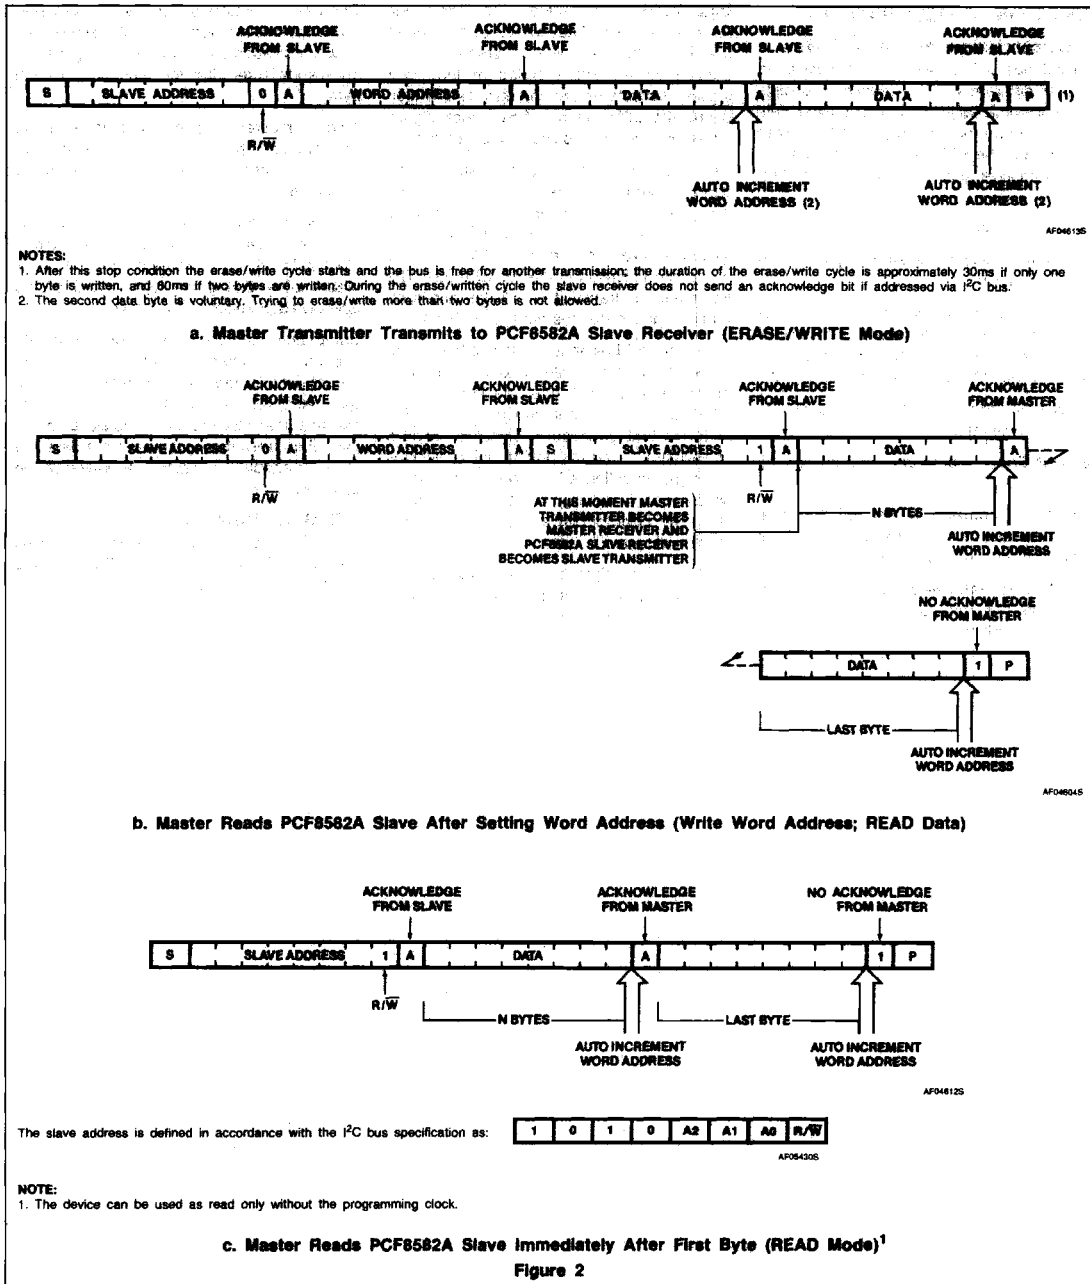 ACKNOWLEDGE FROM SLAVE
ACKNOWLEDGE FROM SLAVE
ACKNOWLEDGE FROM SLAVE
ACKNOWLEDGE FROM SLAVE
S SLAVE ADDRESS 0 A WORD ADDRESS A DATA A DATA A P (1)
R/W̅
AUTO INCREMENT WORD ADDRESS (2)
AUTO INCREMENT WORD ADDRESS (2)
AF04613S
NOTES:
1. After this stop condition the erase/write cycle starts and the bus is free for another transmission; the duration of the erase/write cycle is approximately 30ms if only one
byte is written, and 60ms if two bytes are written. During the erase/written cycle the slave receiver does not send an acknowledge bit if addressed via I²C bus.
2. The second data byte is voluntary. Trying to erase/write more than two bytes is not allowed.
a. Master Transmitter Transmits to PCF8582A Slave Receiver (ERASE/WRITE Mode)
ACKNOWLEDGE FROM SLAVE
ACKNOWLEDGE FROM SLAVE
ACKNOWLEDGE FROM SLAVE
ACKNOWLEDGE FROM MASTER
S SLAVE ADDRESS 0 A WORD ADDRESS A S SLAVE ADDRESS 1 A DATA A
R/W̅
R/W̅
AT THIS MOMENT MASTER
TRANSMITTER BECOMES
MASTER RECEIVER AND
PCF8582A SLAVE RECEIVER
BECOMES SLAVE TRANSMITTER
N BYTES
AUTO INCREMENT WORD ADDRESS
NO ACKNOWLEDGE FROM MASTER
DATA 1 P
LAST BYTE
AUTO INCREMENT WORD ADDRESS
AF04604S
b. Master Reads PCF8582A Slave After Setting Word Address (Write Word Address; READ Data)
ACKNOWLEDGE FROM SLAVE
ACKNOWLEDGE FROM MASTER
NO ACKNOWLEDGE FROM MASTER
S SLAVE ADDRESS 1 A DATA A 1 P
R/W̅
N BYTES
LAST BYTE
AUTO INCREMENT WORD ADDRESS
AUTO INCREMENT WORD ADDRESS
AF04612S
The slave address is defined in accordance with the I²C bus specification as: 1 0 1 0 A2 A1 A0 R/W̅
AF05430S
NOTE:
1. The device can be used as read only without the programming clock.
c. Master Reads PCF8582A Slave Immediately After First Byte (READ Mode)¹
Figure 2